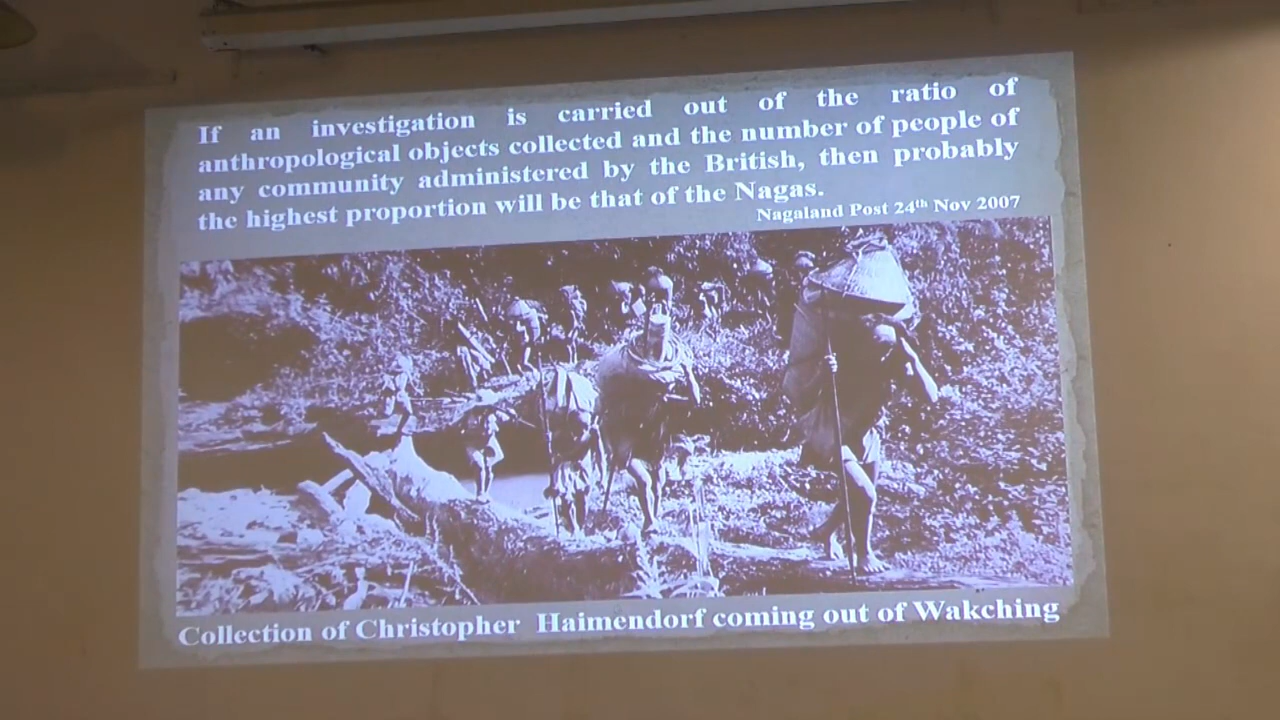 If an investigation is carried out of the ratio of
anthropological objects collected and the number of people of
any community administered by the British, then probably
the highest proportion will be that of the Nagas.
Nagaland Post 24th Nov 2007
Collection of Christopher Haimendorf coming out of Wakching